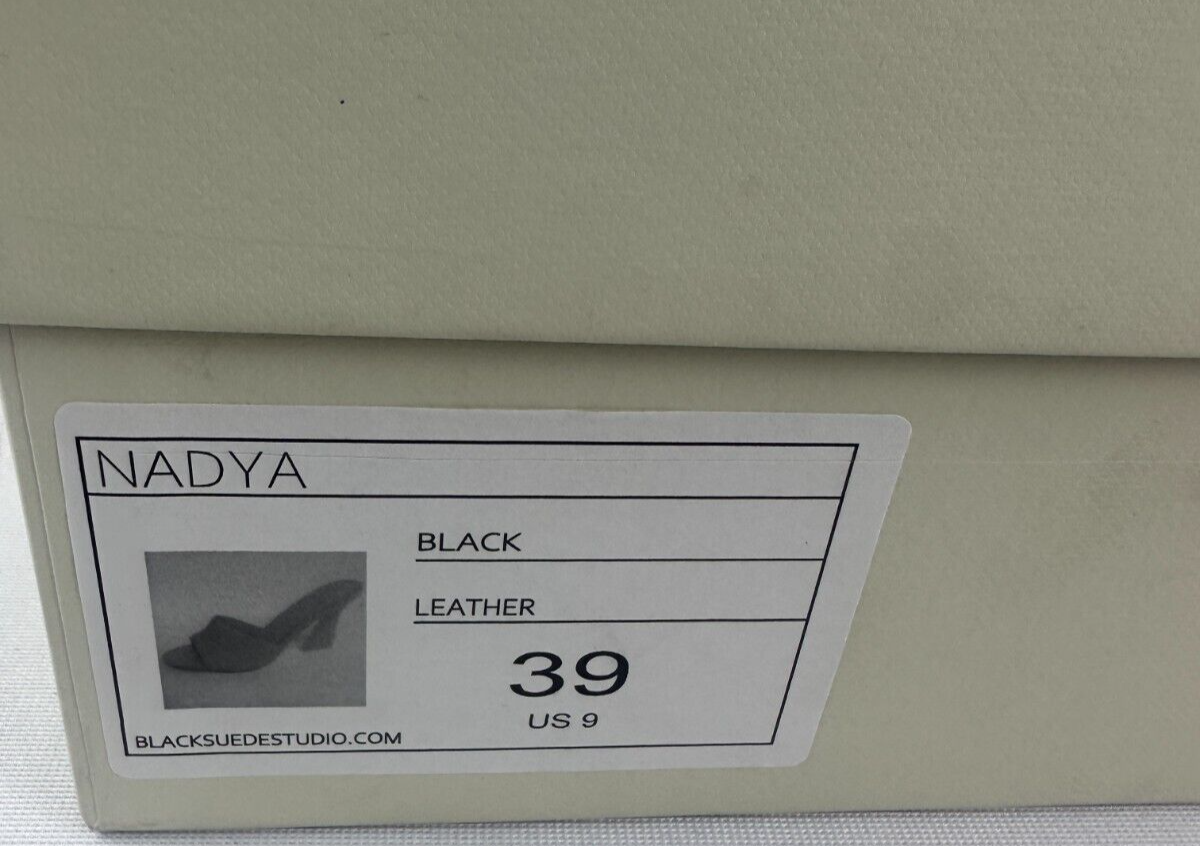 NADYA
BLACK
LEATHER
39
US 9
BLACKSUEDESTUDIO.COM